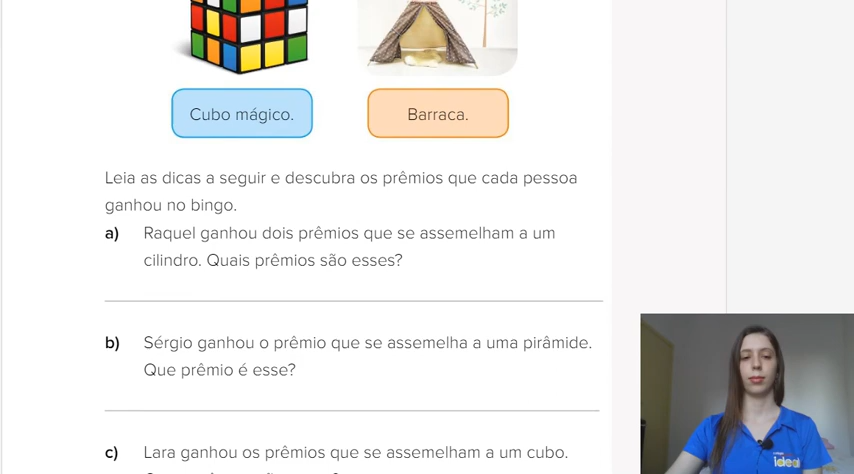 Cubo mágico.
Barraca.
Leia as dicas a seguir e descubra os prêmios que cada pessoa
ganhou no bingo.
a) Raquel ganhou dois prêmios que se assemelham a um
cilindro. Quais prêmios são esses?
b) Sérgio ganhou o prêmio que se assemelha a uma pirâmide.
Que prêmio é esse?
c) Lara ganhou os prêmios que se assemelham a um cubo.
ideal